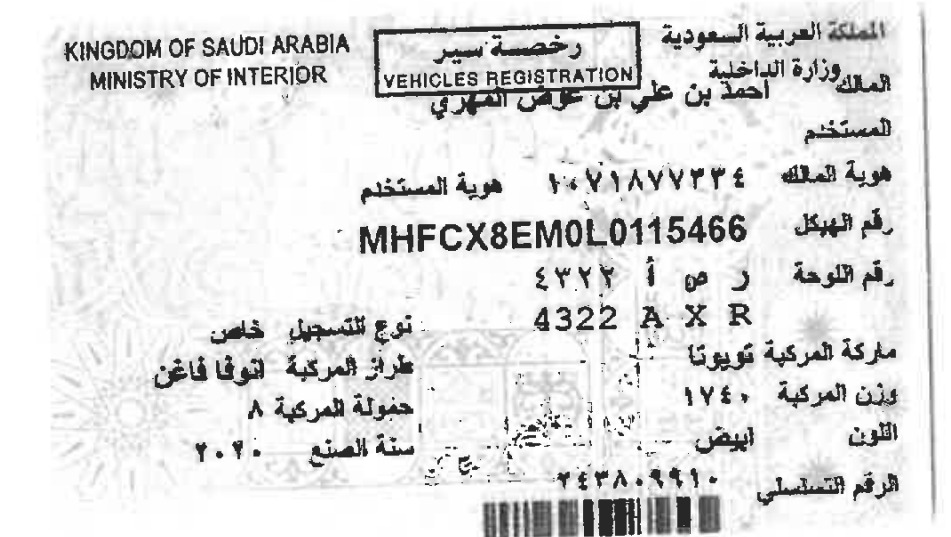 KINGDOM OF SAUDI ARABIA
MINISTRY OF INTERIOR
رخصة سير
VEHICLES REGISTRATION
المملكة العربية السعودية
وزارة الداخلية
المالك احمد بن علي بن عوض المهري
المستخدم
هوية المالك ١٠٧١٨٧٧٣٣٤ هوية المستخدم
رقم الهيكل MHFCX8EM0L0115466
رقم اللوحة ر ص أ ٤٣٢٢
4322 A X R
نوع التسجيل خاص
ماركة المركبة تويوتا
طراز المركبة انوفا فاغن
وزن المركبة ١٧٤٠
حمولة المركبة ٨
اللون ابيض
سنة الصنع ٢٠٢٠
الرقم التسلسلي ٢٤٣٨٠٩٩١٠